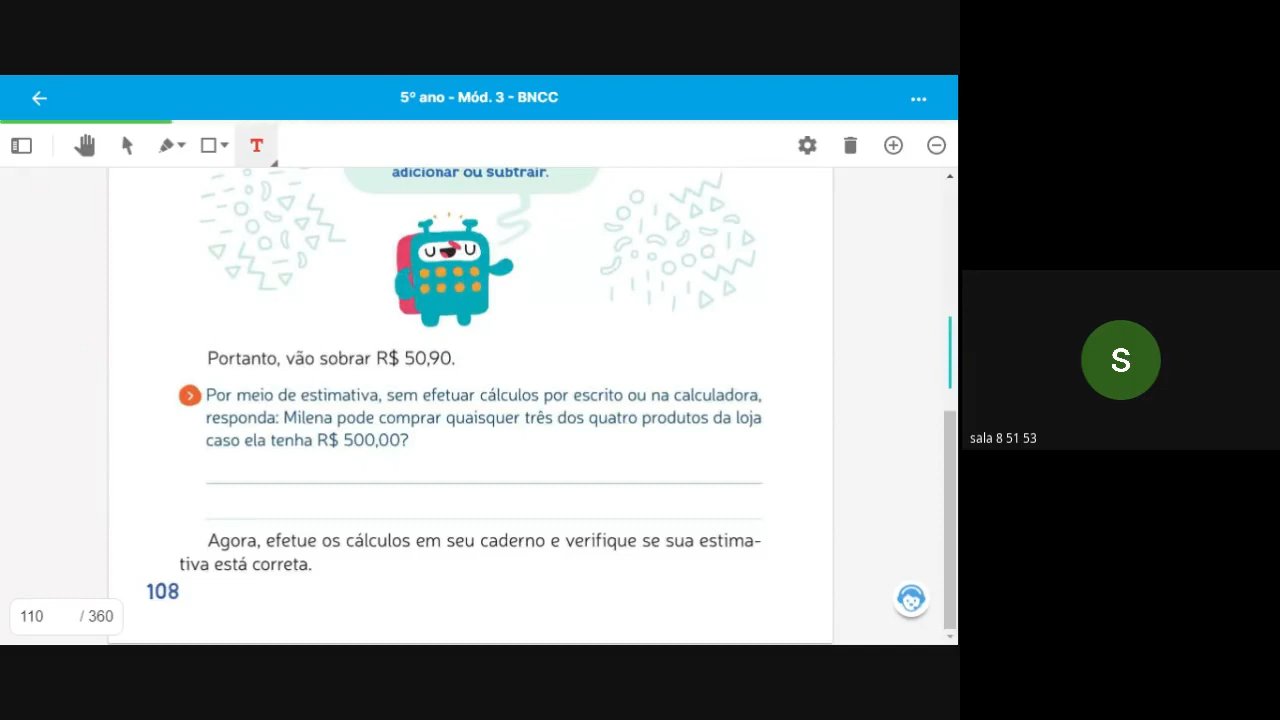 5º ano - Mód. 3 - BNCC
T
adicionar ou subtrair.
Portanto, vão sobrar R$ 50,90.
Por meio de estimativa, sem efetuar cálculos por escrito ou na calculadora,
responda: Milena pode comprar quaisquer três dos quatro produtos da loja
caso ela tenha R$ 500,00?
Agora, efetue os cálculos em seu caderno e verifique se sua estima-
tiva está correta.
108
110 / 360
S
sala 8 51 53